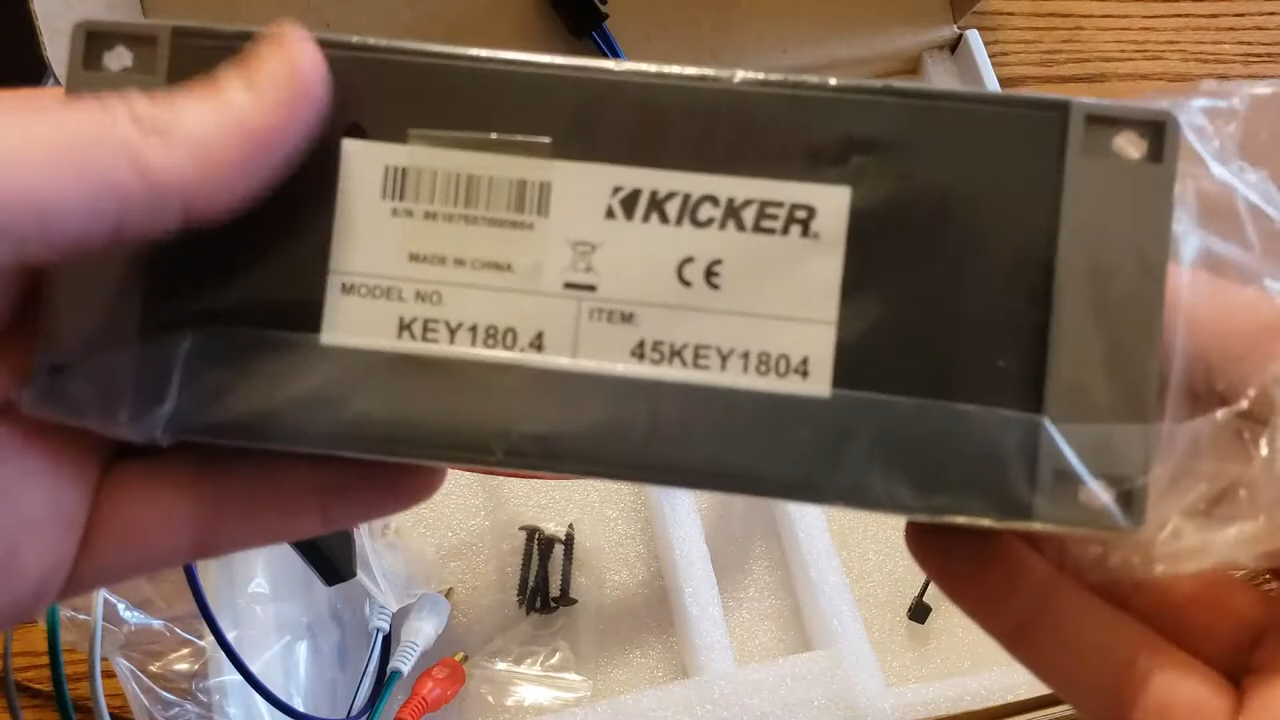 KICKER
MADE IN CHINA
CE
MODEL NO.
KEY180.4
ITEM:
45KEY1804